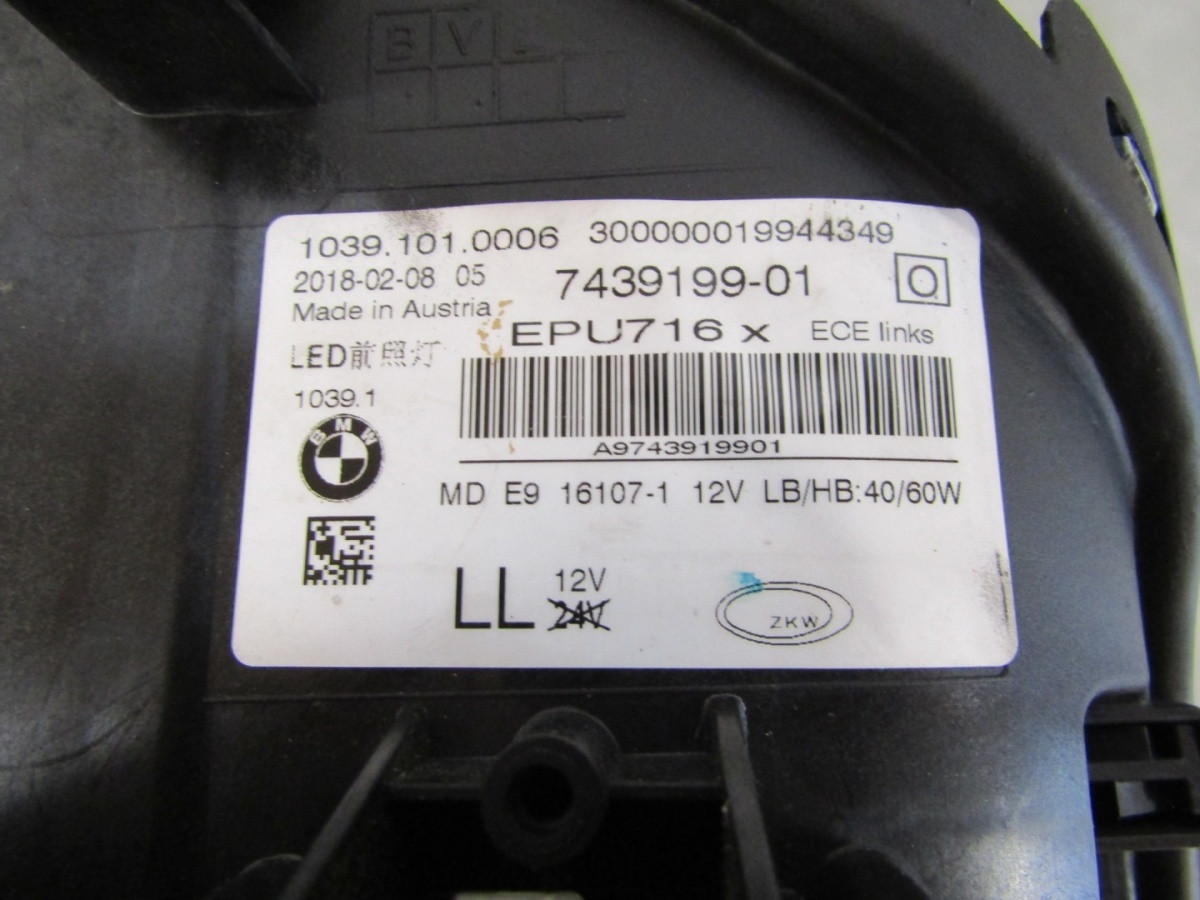 BVL
1039.101.0006 300000019944349
2018-02-08 05 7439199-01 O
Made in Austria
EPU716 x ECE links
LED前照灯
1039.1
BMW
A9743919901
MD E9 16107-1 12V LB/HB:40/60W
LL 12V
24V
ZKW